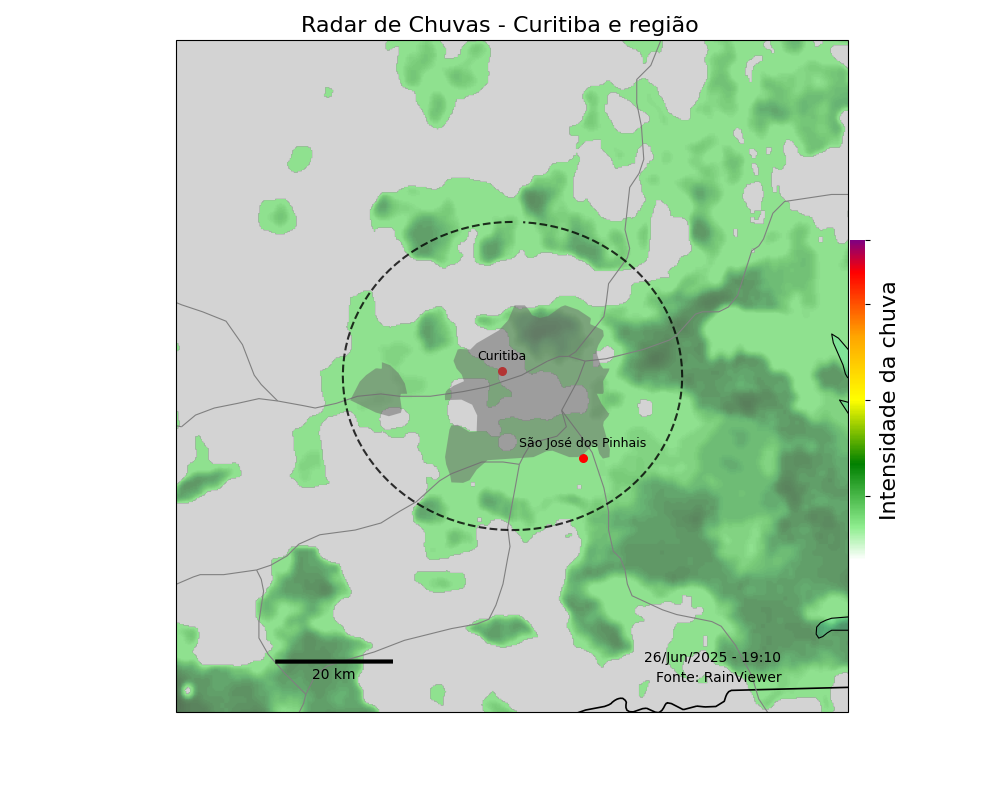 Radar de Chuvas - Curitiba e região
Curitiba
São José dos Pinhais
Intensidade da chuva
26/Jun/2025 - 19:10
Fonte: RainViewer
20 km